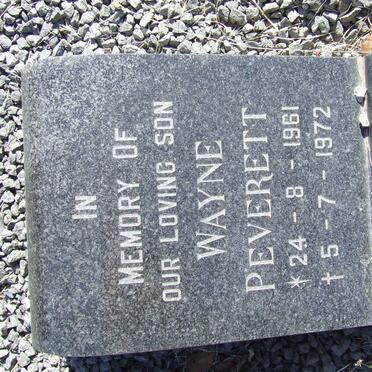 IN
MEMORY OF
OUR LOVING SON
WAYNE
PEVERETT
* 24 - 8 - 1961
† 5 - 7 - 1972